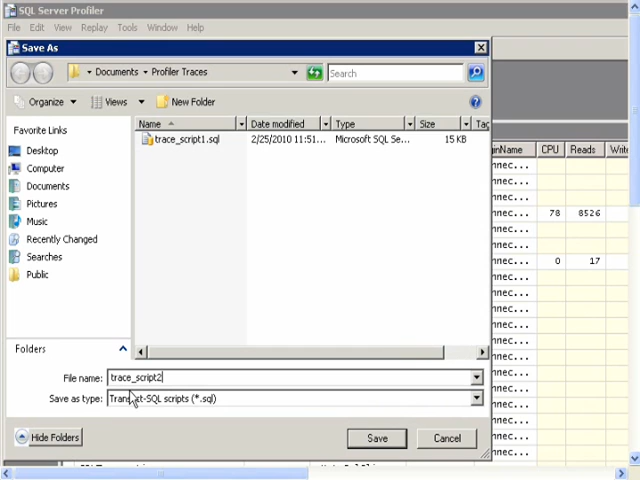 SQL Server Profiler
File Edit View Replay Tools Window Help
Save As
Documents Profiler Traces
Search
Organize Views New Folder
Favorite Links
Desktop
Computer
Documents
Pictures
Music
Recently Changed
Searches
Public
Folders
Name Date modified Type Size Tag
trace_script1.sql 2/25/2010 11:51... Microsoft SQL Se... 15 KB
File name: trace_script2
Save as type: Transact-SQL scripts (*.sql)
Hide Folders
Save
Cancel
CPU Reads
nnec...
nnec...
nnec...
nnec... 78 8526
nnec...
nnec...
nnec... 0 17
nnec...
nnec...
nnec...
nnec...
nnec...
nnec...
nnec...
nnec...
nnec...
nnec...
nnec...